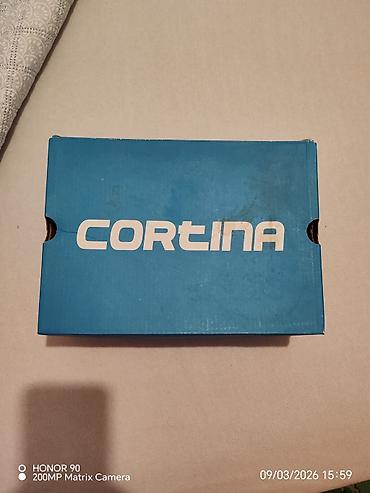 CORtINA
HONOR 90
200MP Matrix Camera
09/03/2026 15:59